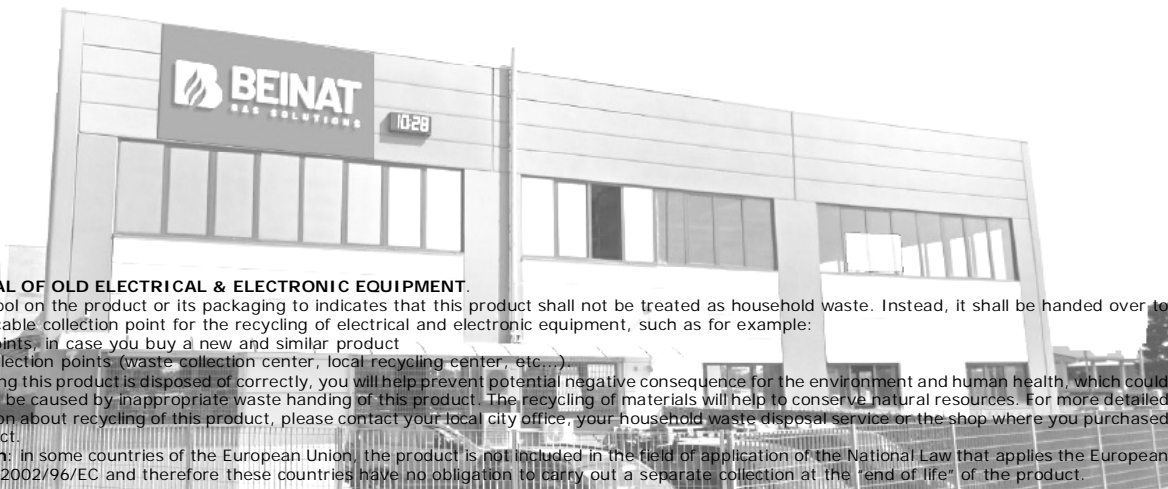 BEINAT
GAS SOLUTIONS
10:28
AL OF OLD ELECTRICAL & ELECTRONIC EQUIPMENT.
bol on the product or its packaging to indicates that this product shall not be treated as household waste. Instead, it shall be handed over to
cable collection point for the recycling of electrical and electronic equipment, such as for example:
ints, in case you buy a new and similar product
llection points (waste collection center, local recycling center, etc...).
ng this product is disposed of correctly, you will help prevent potential negative consequence for the environment and human health, which could
be caused by inappropriate waste handing of this product. The recycling of materials will help to conserve natural resources. For more detailed
on about recycling of this product, please contact your local city office, your household waste disposal service or the shop where you purchased
ct.
n: in some countries of the European Union, the product is not included in the field of application of the National Law that applies the European
2002/96/EC and therefore these countries have no obligation to carry out a separate collection at the "end of life" of the product.